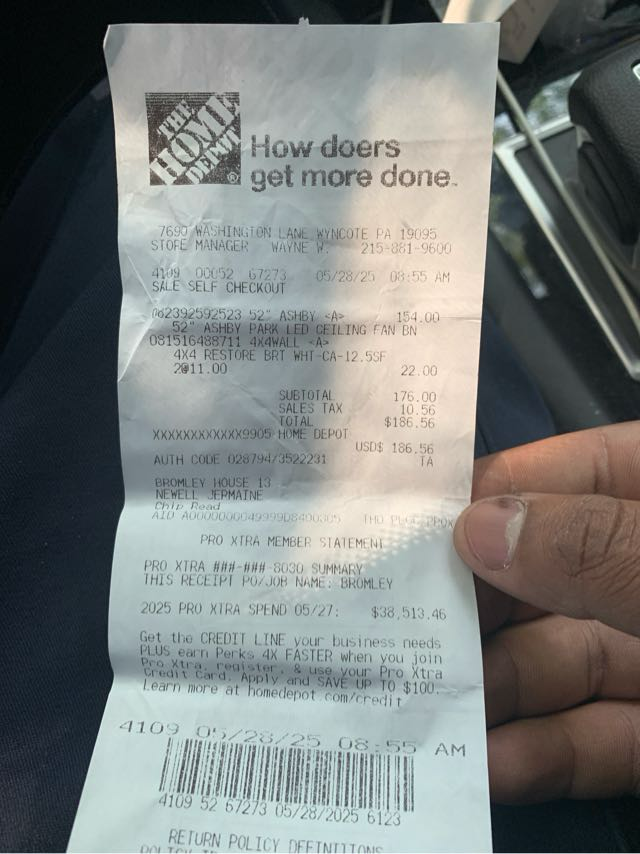 THE
HOME
DEPOT
®
How doers
get more done™
7690 WASHINGTON LANE WYNCOTE PA 19095
STORE MANAGER WAYNE W. 215-881-9600
4109 00052 67273 05/28/25 08:55 AM
SALE SELF CHECKOUT
082392592523 52" ASHBY <A> 154.00
52" ASHBY PARK LED CEILING FAN BN
081516488711 4X4WALL <A>
4X4 RESTORE BRT WHT-CA-12.5SF
2@11.00 22.00
SUBTOTAL 176.00
SALES TAX 10.56
TOTAL $186.56
XXXXXXXXXXXX9905 HOME DEPOT
USD$ 186.56
AUTH CODE 028794/3522231 TA
BROMLEY HOUSE 13
NEWELL JERMAINE
Chip Read
AID A0000000049999D8400305 THD PLCC PROX
PRO XTRA MEMBER STATEMENT
PRO XTRA ###-###-8030 SUMMARY
THIS RECEIPT PO/JOB NAME: BROMLEY
2025 PRO XTRA SPEND 05/27: $38,513.46
Get the CREDIT LINE your business needs
PLUS earn Perks 4X FASTER when you join
Pro Xtra, register, & use your Pro Xtra
Credit Card. Apply and SAVE UP TO $100.
Learn more at homedepot.com/credit
4109 05/28/25 08:55 AM
4109 52 67273 05/28/2025 6123
RETURN POLICY DEFINITIONS